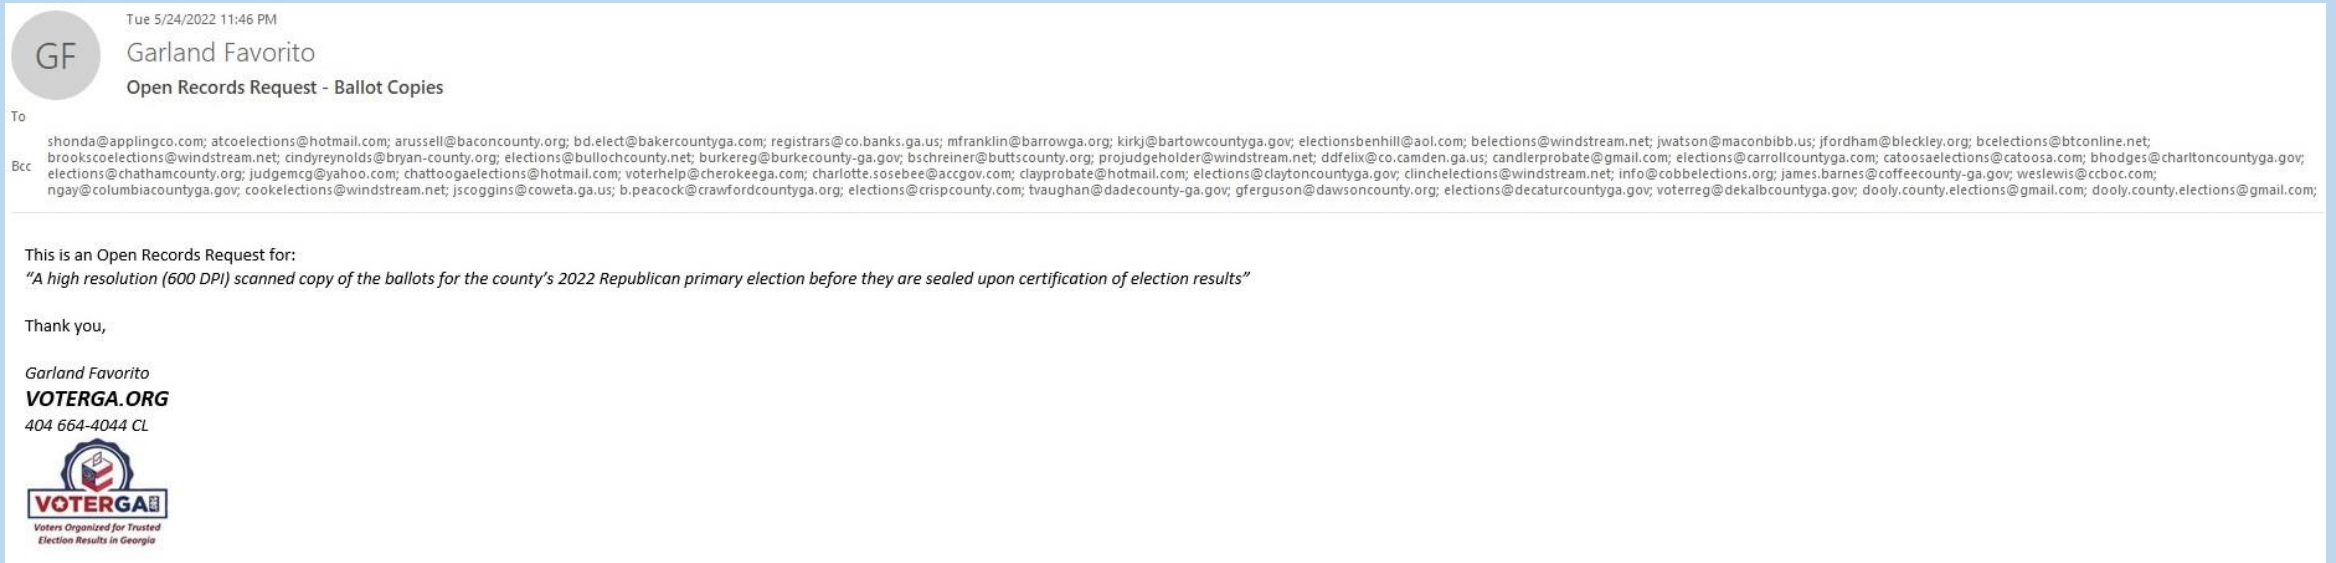 Tue 5/24/2022 11:46 PM
GF
Garland Favorito
Open Records Request - Ballot Copies
To
shonda@applingco.com; atcoelections@hotmail.com; arussell@baconcounty.org; bd.elect@bakercountyga.com; registrars@co.banks.ga.us; mfranklin@barrowga.org; kirkj@bartowcountyga.gov; electionsbenhill@aol.com; belections@windstream.net; jwatson@maconbibb.us; jfordham@bleckley.org; bcelections@btconline.net;
Bcc
brookscoelections@windstream.net; cindyreynolds@bryan-county.org; elections@bullochcounty.net; burkereg@burkecounty-ga.gov; bschreiner@buttscounty.org; projudgeholder@windstream.net; ddfelix@co.camden.ga.us; candlerprobate@gmail.com; elections@carrollcountyga.com; catoosaelections@catoosa.com; bhodges@charltoncountyga.gov;
elections@chathamcounty.org; judgemcg@yahoo.com; chattoogaelections@hotmail.com; voterhelp@cherokeega.com; charlotte.sosebee@accgov.com; clayprobate@hotmail.com; elections@claytoncountyga.gov; clinchelections@windstream.net; info@cobbelections.org; james.barnes@coffeecounty-ga.gov; weslewis@ccboc.com;
ngay@columbiacountyga.gov; cookelections@windstream.net; jscoggins@coweta.ga.us; b.peacock@crawfordcountyga.org; elections@crispcounty.com; tvaughan@dadecounty-ga.gov; gferguson@dawsoncounty.org; elections@decaturcountyga.gov; voterreg@dekalbcountyga.gov; dooly.county.elections@gmail.com; dooly.county.elections@gmail.com;
This is an Open Records Request for:
“A high resolution (600 DPI) scanned copy of the ballots for the county’s 2022 Republican primary election before they are sealed upon certification of election results”
Thank you,
Garland Favorito
VOTERGA.ORG
404 664-4044 CL
VOTERGA
Voters Organized for Trusted
Election Results in Georgia